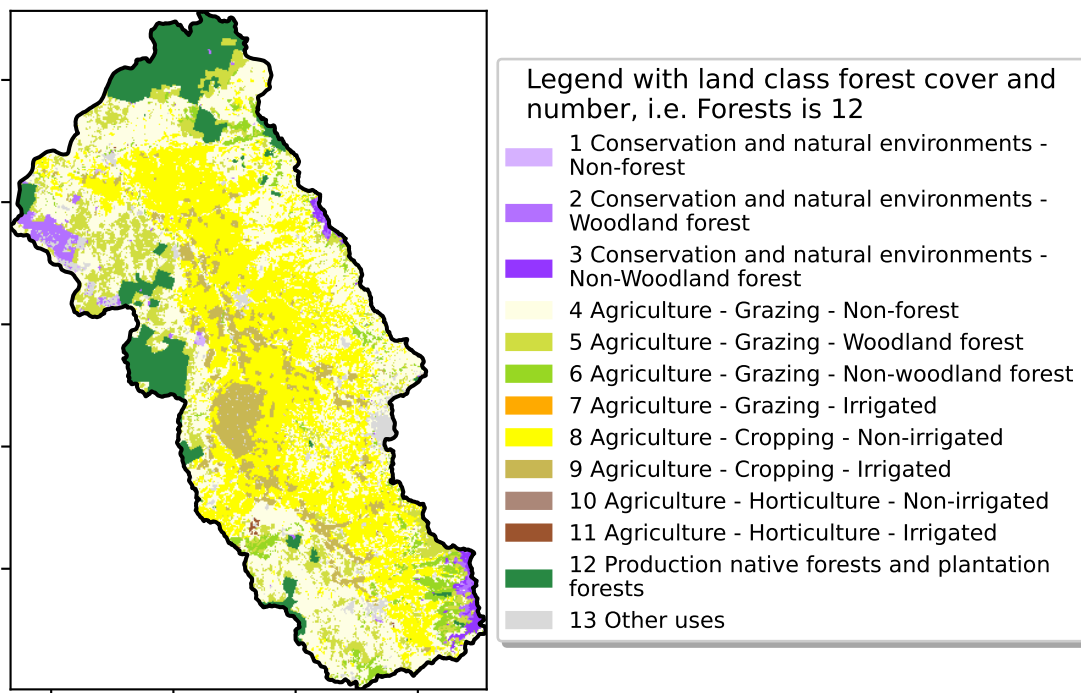 Legend with land class forest cover and
number, i.e. Forests is 12
1 Conservation and natural environments -
Non-forest
2 Conservation and natural environments -
Woodland forest
3 Conservation and natural environments -
Non-Woodland forest
4 Agriculture - Grazing - Non-forest
5 Agriculture - Grazing - Woodland forest
6 Agriculture - Grazing - Non-woodland forest
7 Agriculture - Grazing - Irrigated
8 Agriculture - Cropping - Non-irrigated
9 Agriculture - Cropping - Irrigated
10 Agriculture - Horticulture - Non-irrigated
11 Agriculture - Horticulture - Irrigated
12 Production native forests and plantation
forests
13 Other uses